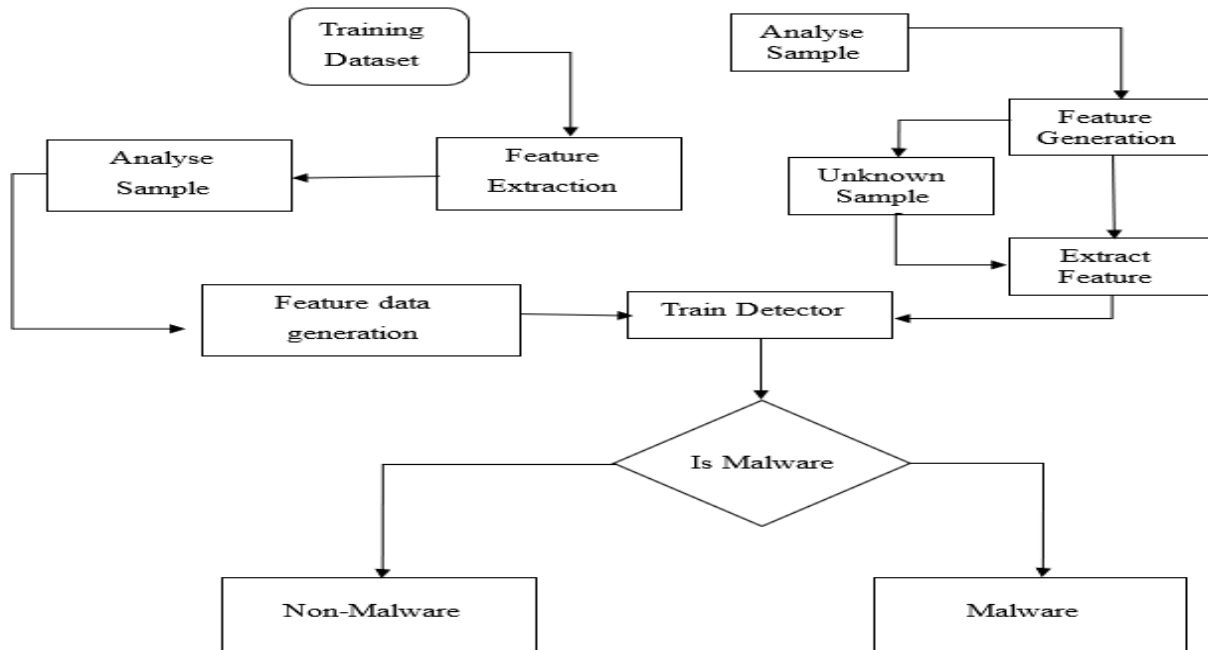 Training
Dataset
Analyse
Sample
Feature
Generation
Analyse
Sample
Feature
Extraction
Unknown
Sample
Extract
Feature
Feature data
generation
Train Detector
Is Malware
Non-Malware
Malware